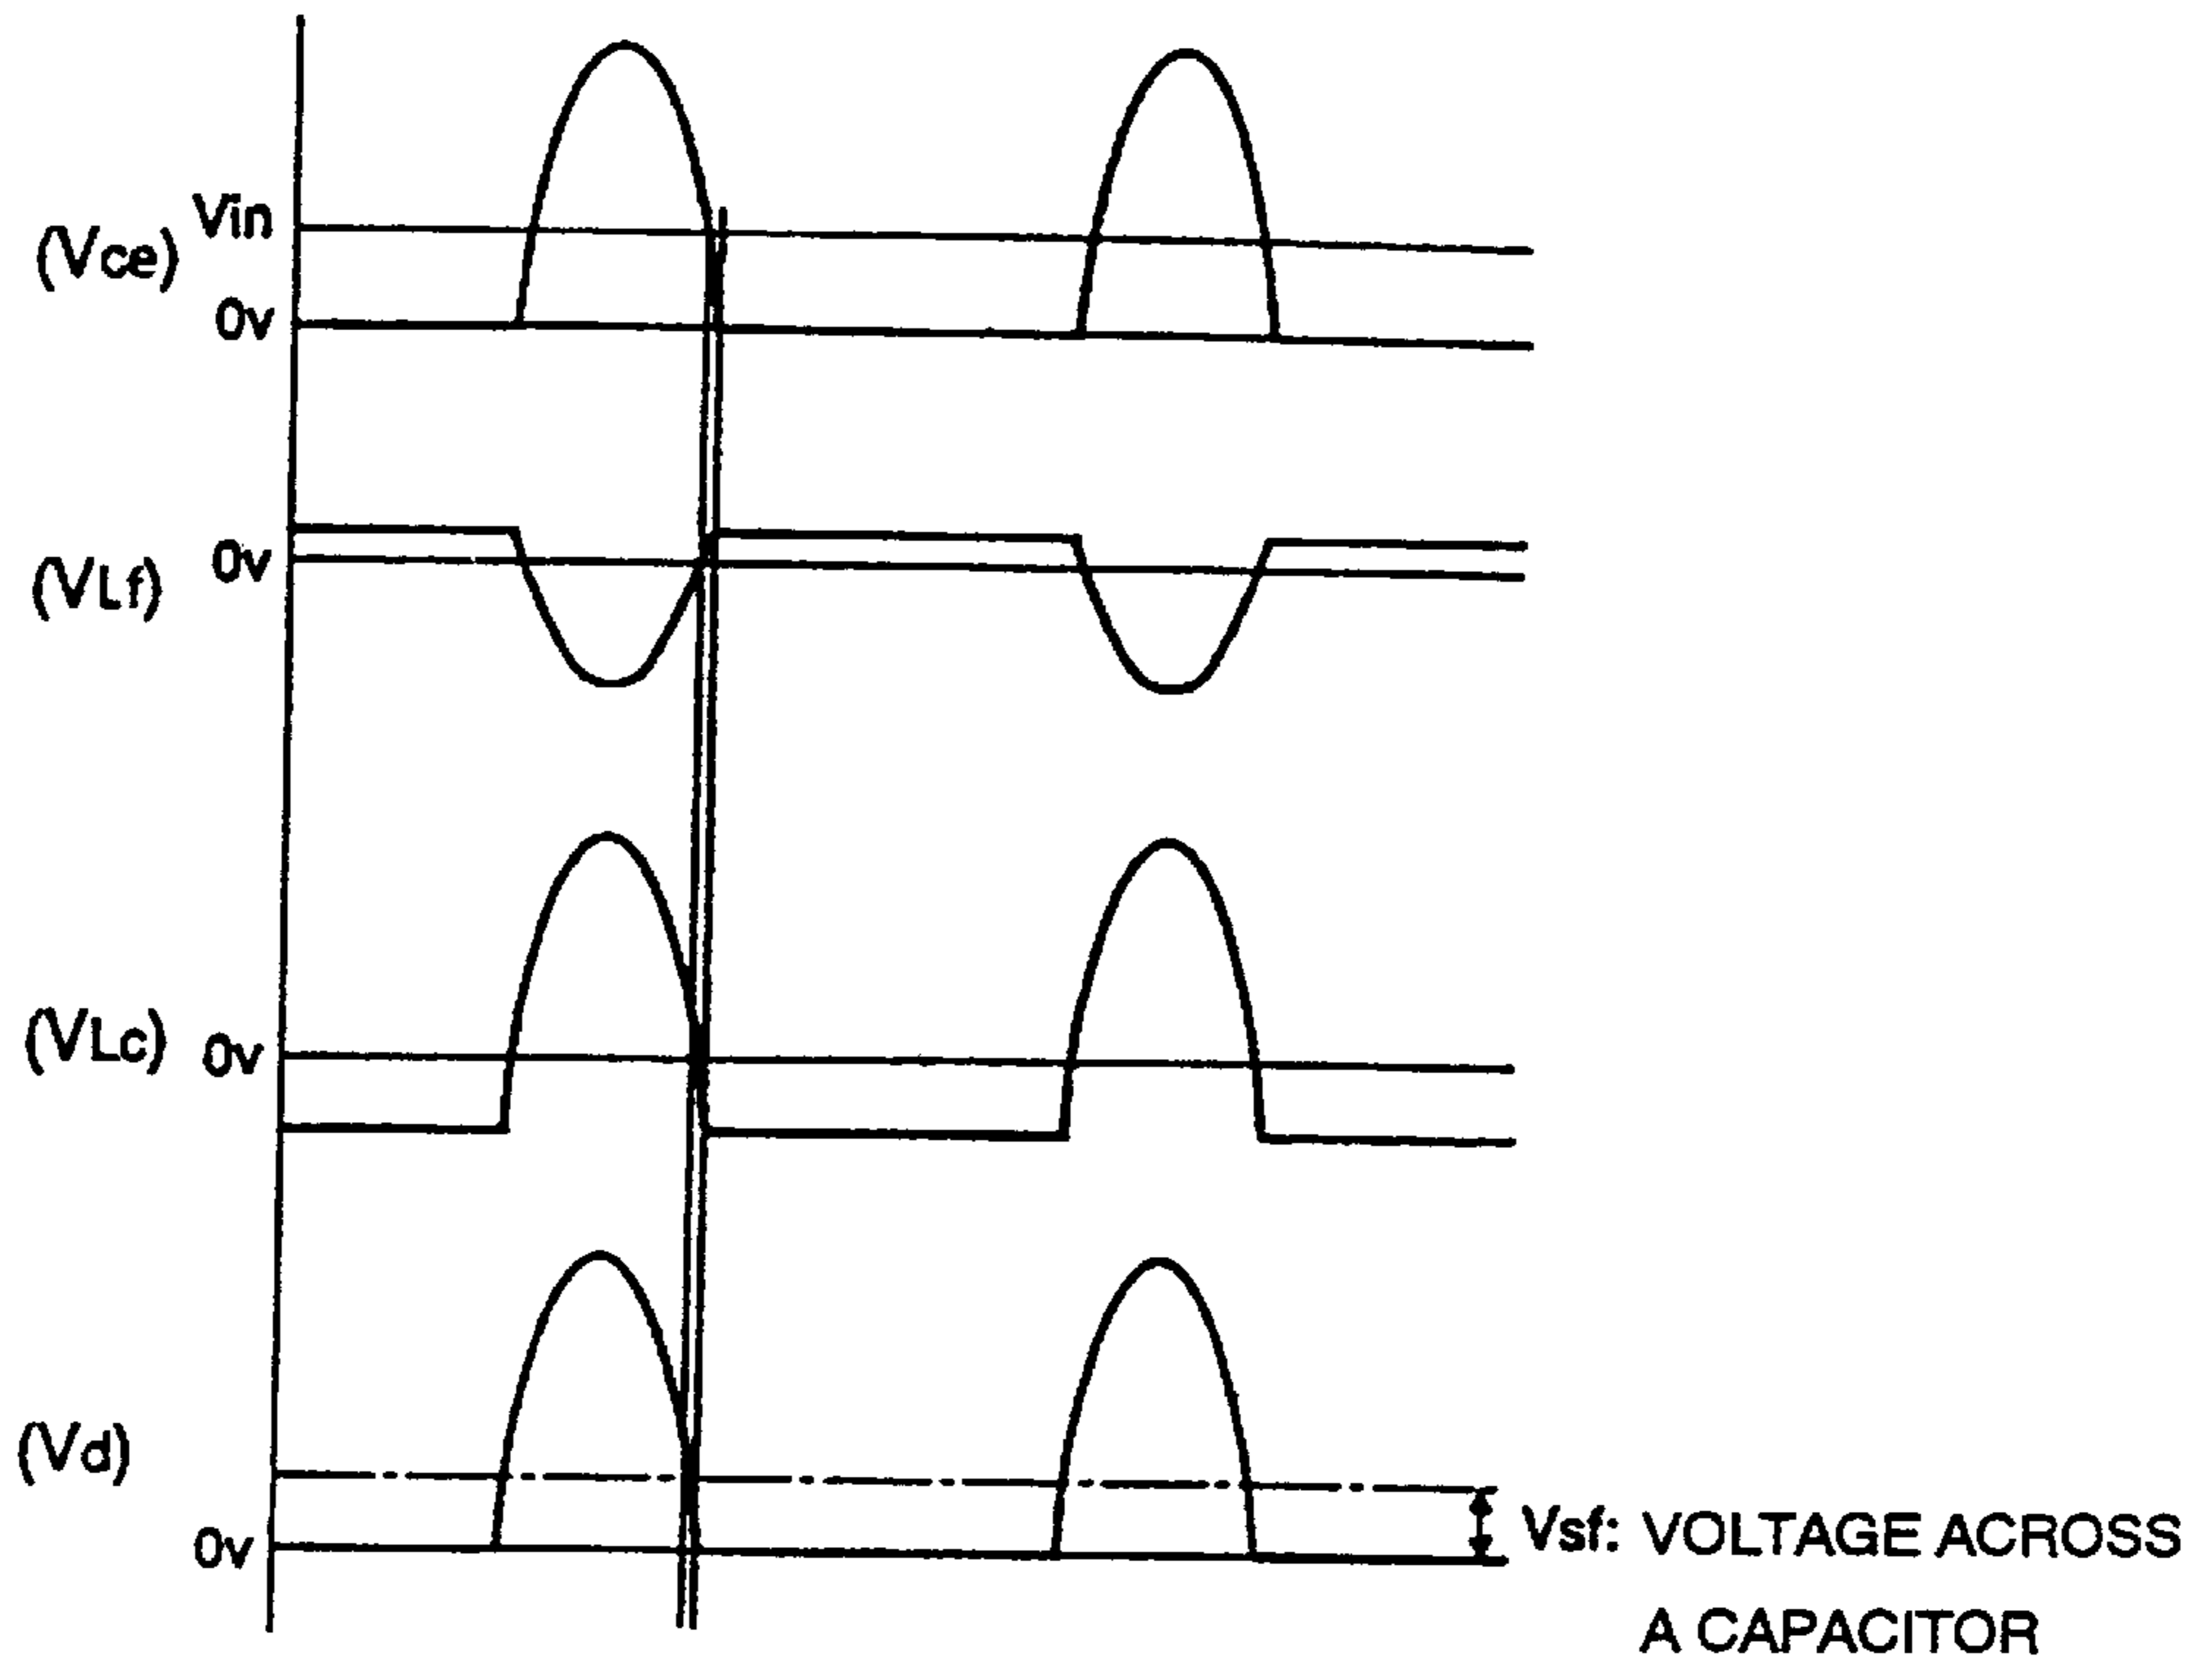 Vin
(Vce)
0v
0v
(VLf)
(VLc) 0v
(Vd)
0v
Vsf: VOLTAGE ACROSS
A CAPACITOR